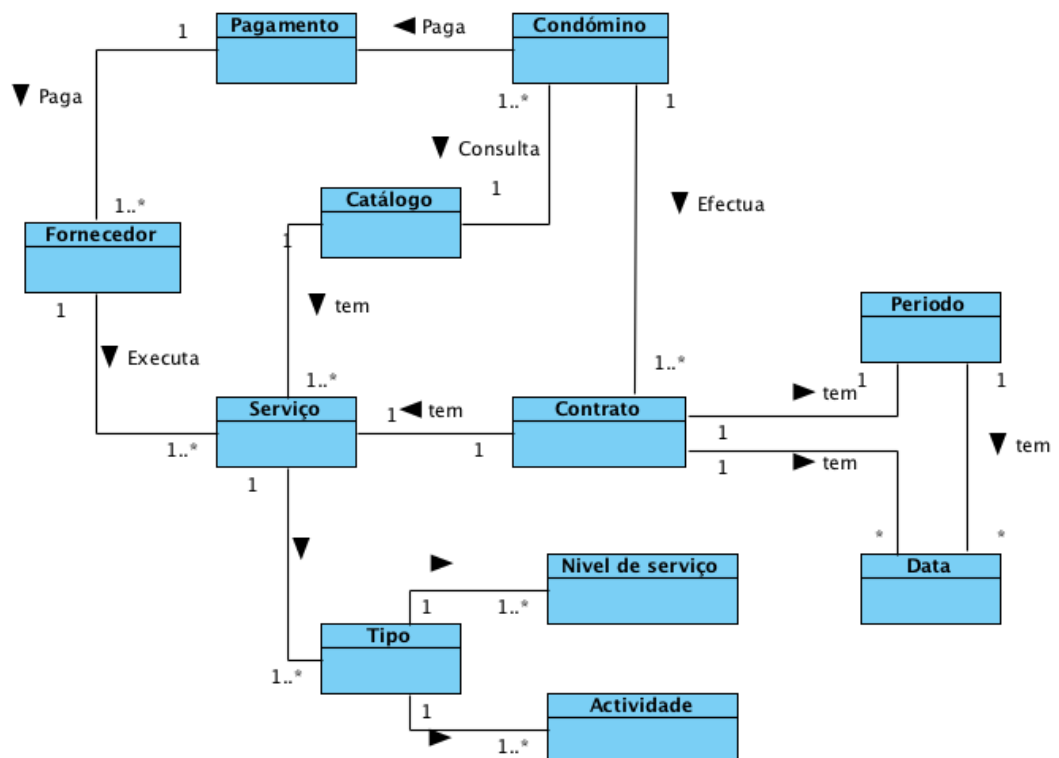 Pagamento
Condómino
1
Paga
Paga
1..*
1
Consulta
1
Catálogo
Efectua
1..*
Fornecedor
1
1
tem
Executa
Periodo
1..*
1..*
1
1
tem
Serviço
Contrato
1
tem
1
tem
1..*
1
1
1
tem
*
*
Nivel de serviço
Data
1
1..*
Tipo
1..*
1
Actividade
1..*